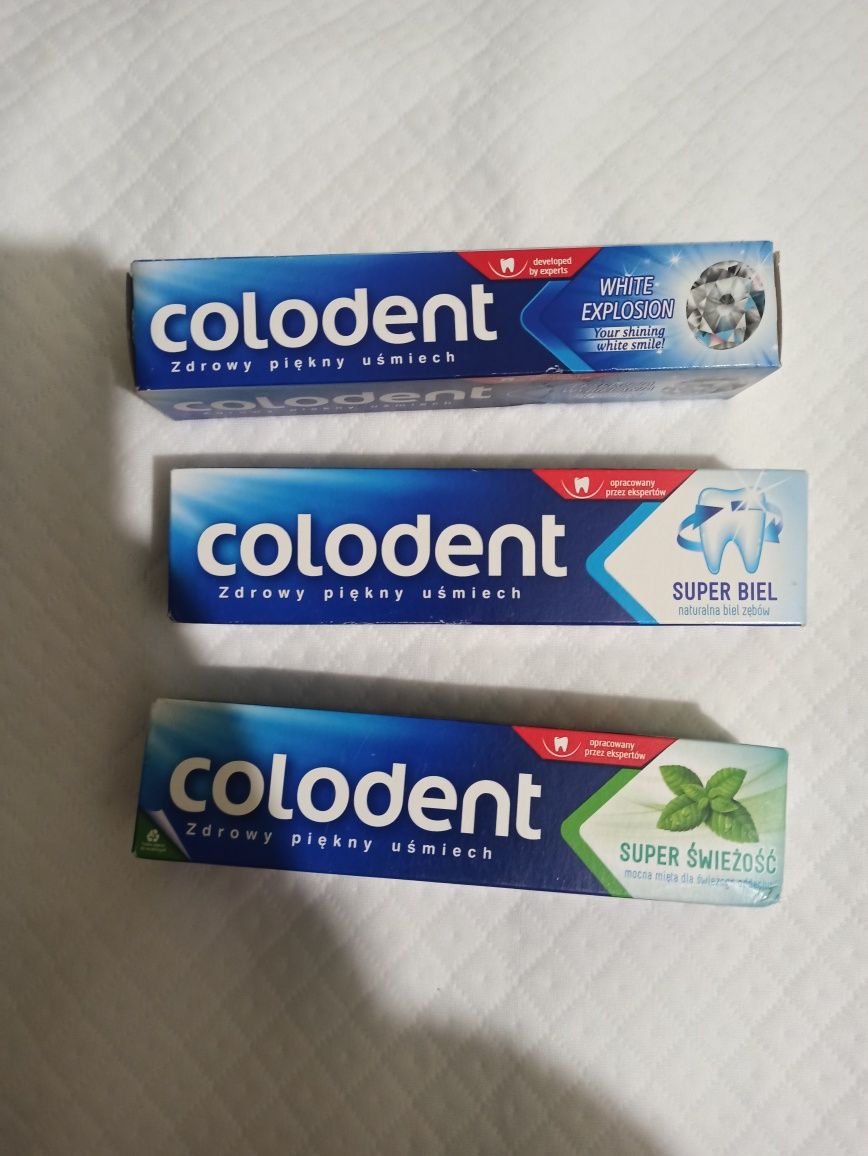 developed
by experts
colodent
Zdrowy piękny uśmiech
WHITE
EXPLOSION
Your shining
white smile!
colodent
opracowany
przez ekspertów
colodent
Zdrowy piękny uśmiech
SUPER BIEL
naturalna biel zębów
opracowany
przez ekspertów
colodent
Zdrowy piękny uśmiech
SUPER ŚWIEŻOŚĆ
mocna mięta dla świeżego oddechu